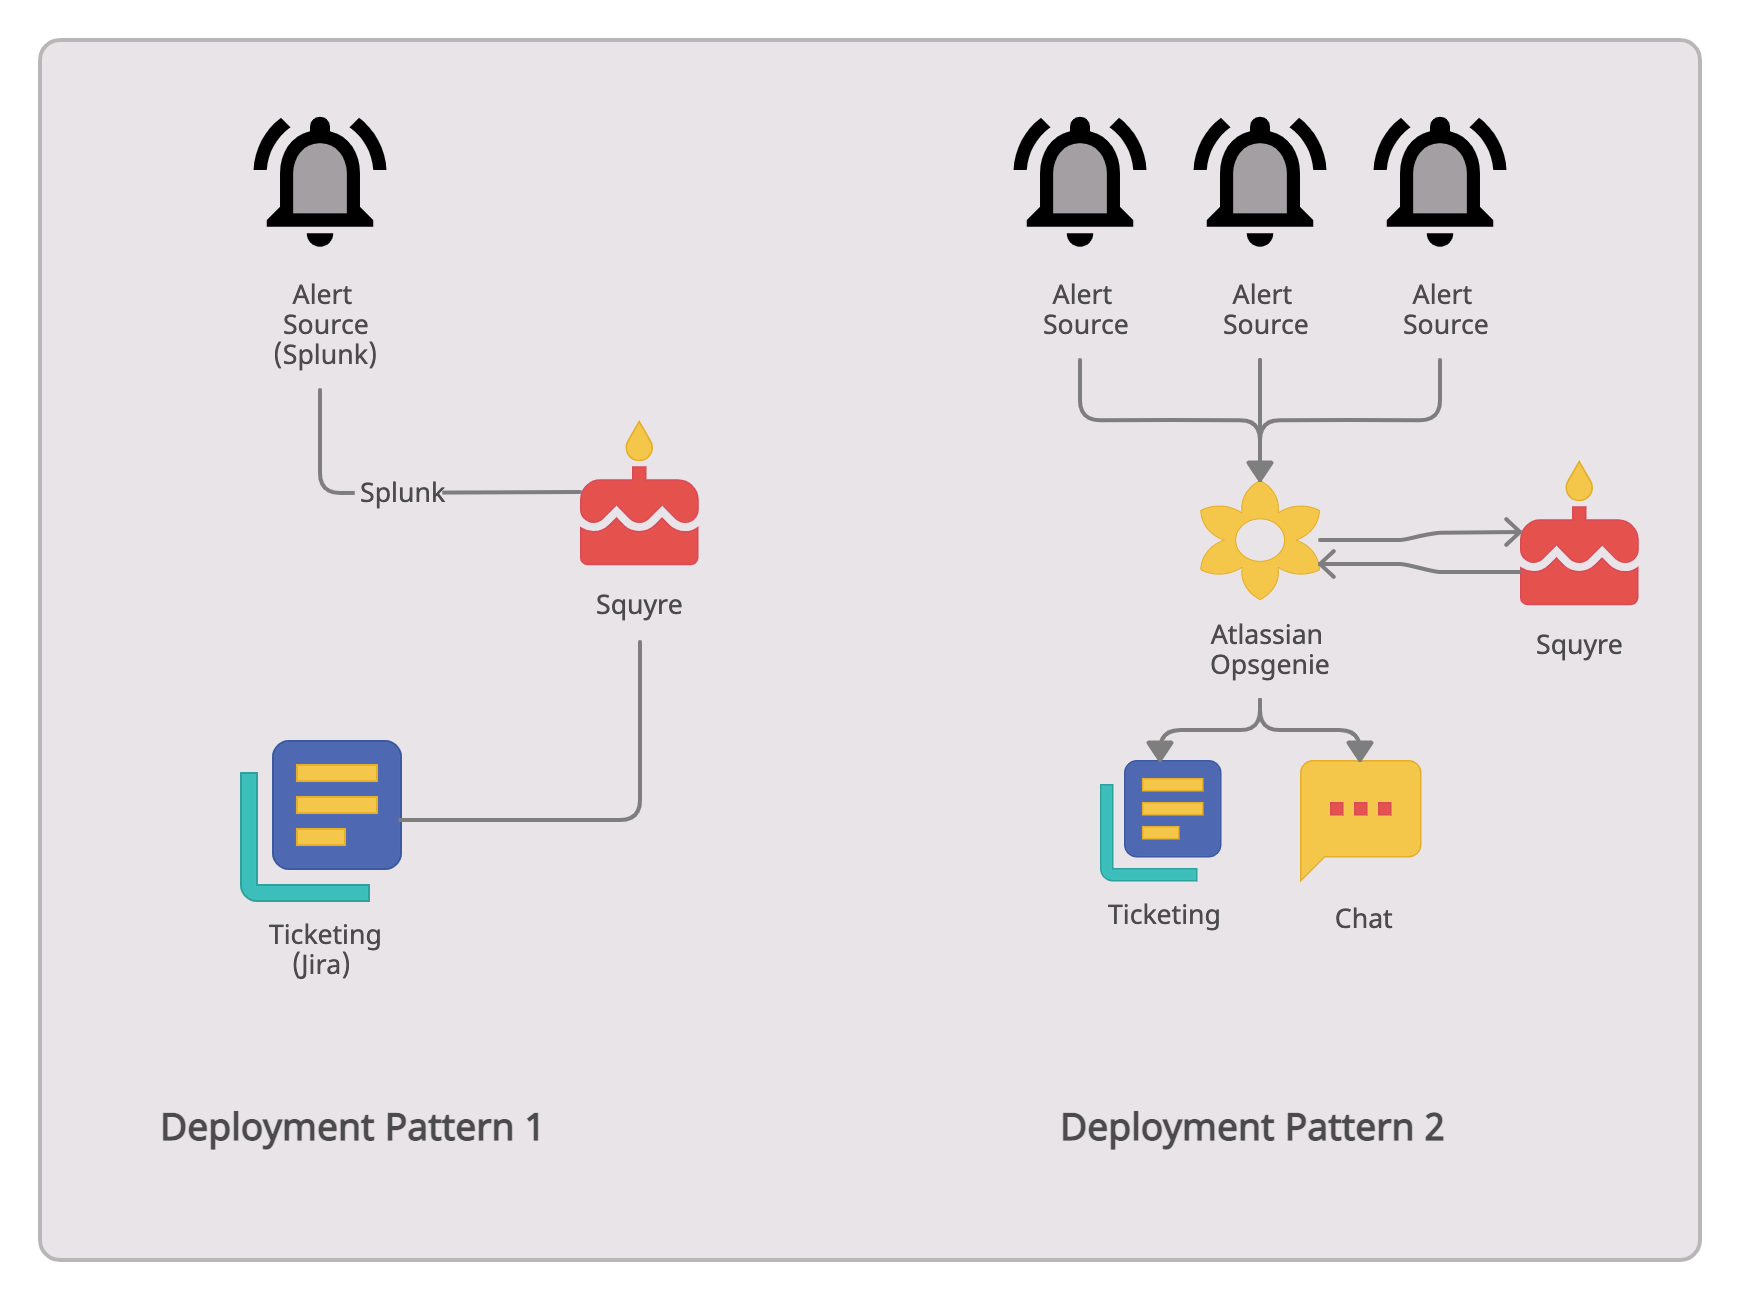 Alert
Source
(Splunk)
Splunk
Squyre
Ticketing
(Jira)
Deployment Pattern 1
Alert
Source
Alert
Source
Alert
Source
Atlassian
Opsgenie
Squyre
Ticketing
Chat
Deployment Pattern 2